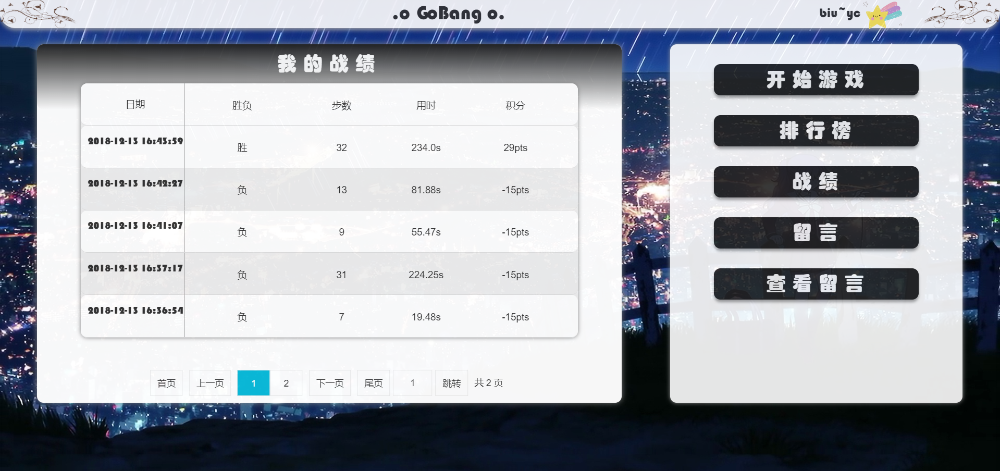 .o GoBang o.
biu~yc
我的战绩
日期 胜负 步数 用时 积分
2018-12-13 16:43:59 胜 32 234.0s 29pts
2018-12-13 16:42:27 负 13 81.88s -15pts
2018-12-13 16:41:07 负 9 55.47s -15pts
2018-12-13 16:37:17 负 31 224.25s -15pts
2018-12-13 16:36:54 负 7 19.48s -15pts
首页 上一页 1 2 下一页 尾页 1 跳转 共 2 页
开始游戏
排行榜
战绩
留言
查看留言